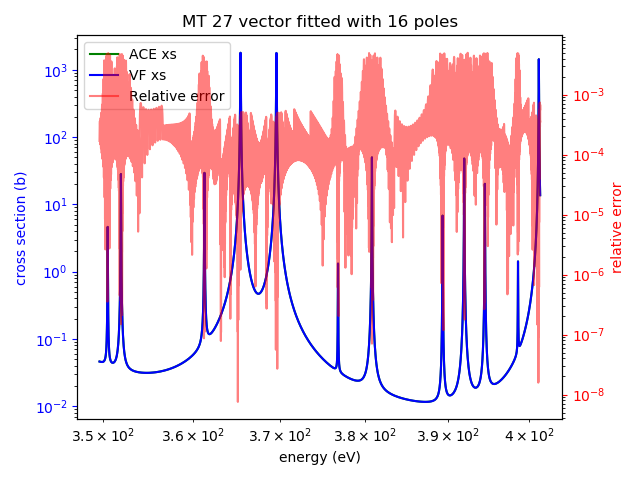 MT 27 vector fitted with 16 poles
ACE xs
VF xs
Relative error
10³
10²
10¹
10⁰
10⁻¹
10⁻²
cross section (b)
10⁻³
10⁻⁴
10⁻⁵
10⁻⁶
10⁻⁷
10⁻⁸
relative error
3.5 × 10² 3.6 × 10² 3.7 × 10² 3.8 × 10² 3.9 × 10² 4 × 10²
energy (eV)